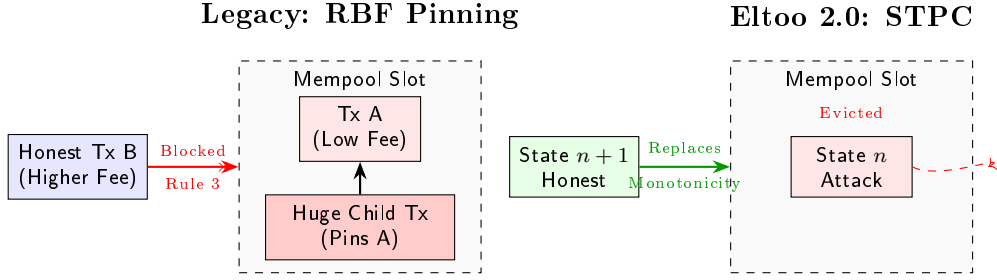 Legacy: RBF Pinning
Mempool Slot
Tx A
(Low Fee)
Honest Tx B
(Higher Fee)
Blocked
Rule 3
Huge Child Tx
(Pins A)
Eltoo 2.0: STPC
Mempool Slot
Evicted
State n + 1
Honest
Replaces
Monotonicity
State n
Attack